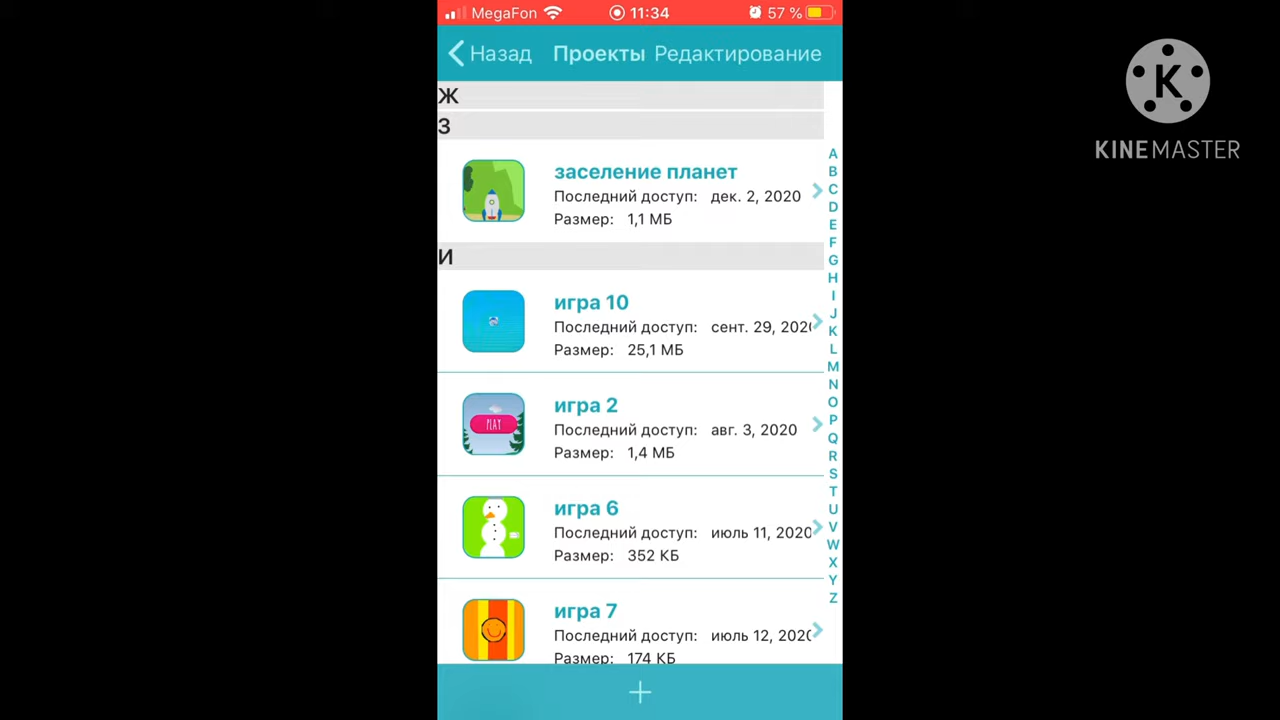 MegaFon 11:34 57 %
Назад Проекты Редактирование
Ж
З
заселение планет
Последний доступ: дек. 2, 2020
Размер: 1,1 МБ
И
игра 10
Последний доступ: сент. 29, 202
Размер: 25,1 МБ
игра 2
PLAY
Последний доступ: авг. 3, 2020
Размер: 1,4 МБ
игра 6
Последний доступ: июль 11, 2020
Размер: 352 КБ
игра 7
Последний доступ: июль 12, 202
Размер: 174 КБ
+
A
B
C
D
E
F
G
H
I
J
K
L
M
N
O
P
Q
R
S
T
U
V
W
X
Y
Z
K
KINEMASTER